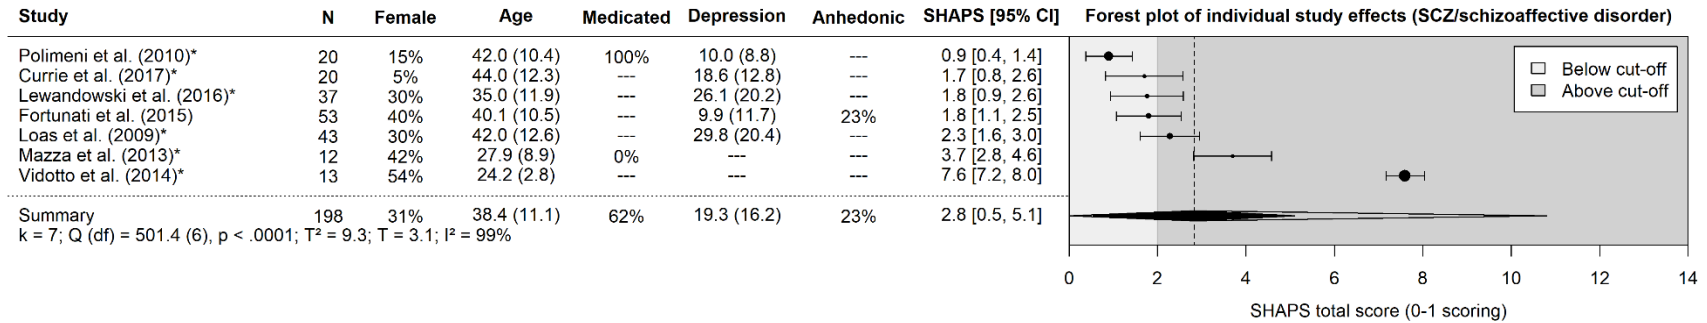 Study N Female Age Medicated Depression Anhedonic SHAPS [95% CI] Forest plot of individual study effects (SCZ/schizoaffective disorder)
Polimeni et al. (2010)* 20 15% 42.0 (10.4) 100% 10.0 (8.8) --- 0.9 [0.4, 1.4]
Currie et al. (2017)* 20 5% 44.0 (12.3) --- 18.6 (12.8) --- 1.7 [0.8, 2.6]
Lewandowski et al. (2016)* 37 30% 35.0 (11.9) --- 26.1 (20.2) --- 1.8 [0.9, 2.6]
Fortunati et al. (2015) 53 40% 40.1 (10.5) --- 9.9 (11.7) 23% 1.8 [1.1, 2.5]
Loas et al. (2009)* 43 30% 42.0 (12.6) --- 29.8 (20.4) --- 2.3 [1.6, 3.0]
Mazza et al. (2013)* 12 42% 27.9 (8.9) 0% --- --- 3.7 [2.8, 4.6]
Vidotto et al. (2014)* 13 54% 24.2 (2.8) --- --- --- 7.6 [7.2, 8.0]
Summary 198 31% 38.4 (11.1) 62% 19.3 (16.2) 23% 2.8 [0.5, 5.1]
k = 7; Q (df) = 501.4 (6), p < .0001; T² = 9.3; T = 3.1; I² = 99%
Below cut-off
Above cut-off
0 2 4 6 8 10 12 14
SHAPS total score (0-1 scoring)